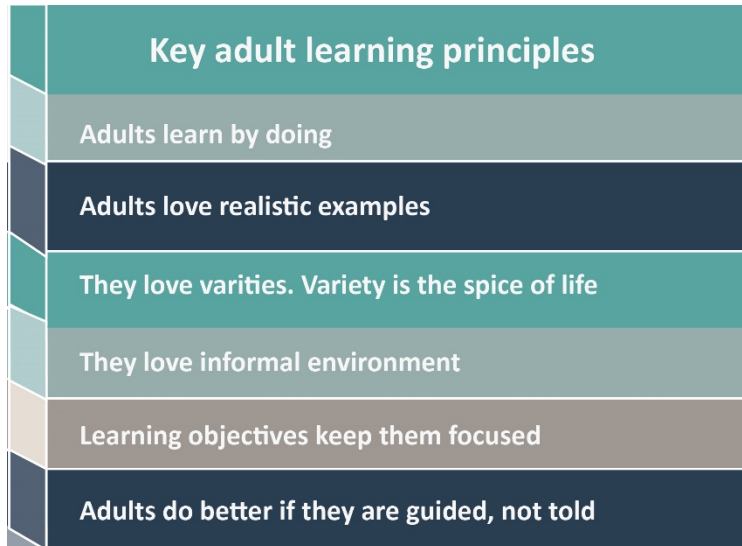 Key adult learning principles
Adults learn by doing
Adults love realistic examples
They love varities. Variety is the spice of life
They love informal environment
Learning objectives keep them focused
Adults do better if they are guided, not told